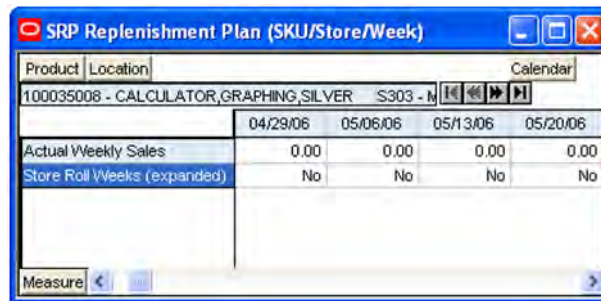 SRP Replenishment Plan (SKU/Store/Week)
Product Location Calendar
100035008 - CALCULATOR,GRAPHING,SILVER S303 - M
04/29/06 05/06/06 05/13/06 05/20/06
Actual Weekly Sales 0.00 0.00 0.00 0.00
Store Roll Weeks (expanded) No No No No
Measure